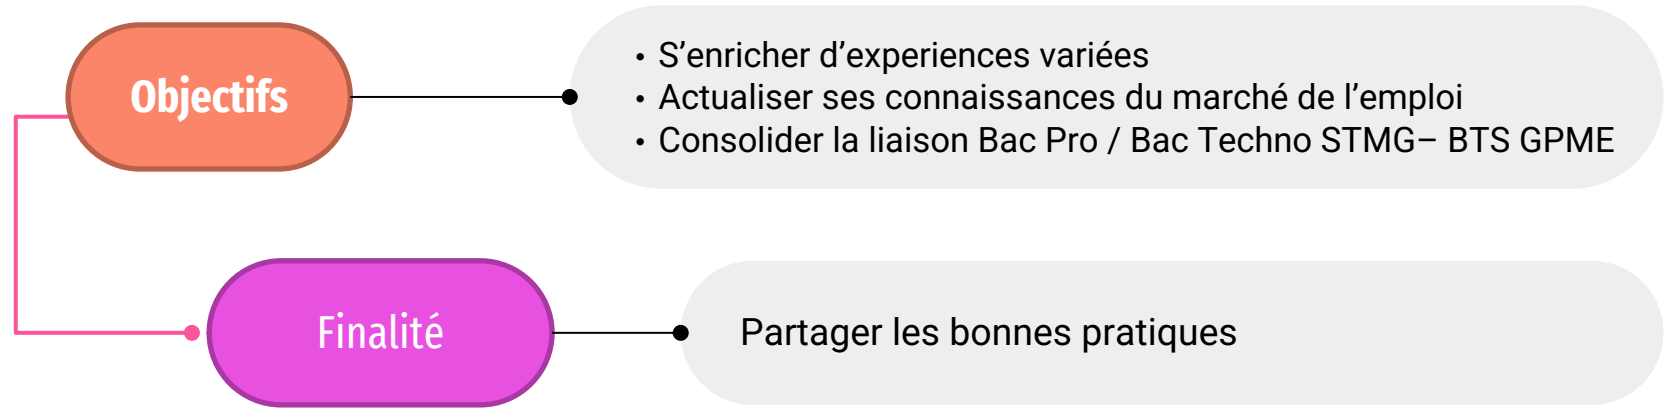 Objectifs
• S’enricher d’experiences variées
• Actualiser ses connaissances du marché de l’emploi
• Consolider la liaison Bac Pro / Bac Techno STMG– BTS GPME
Finalité
Partager les bonnes pratiques